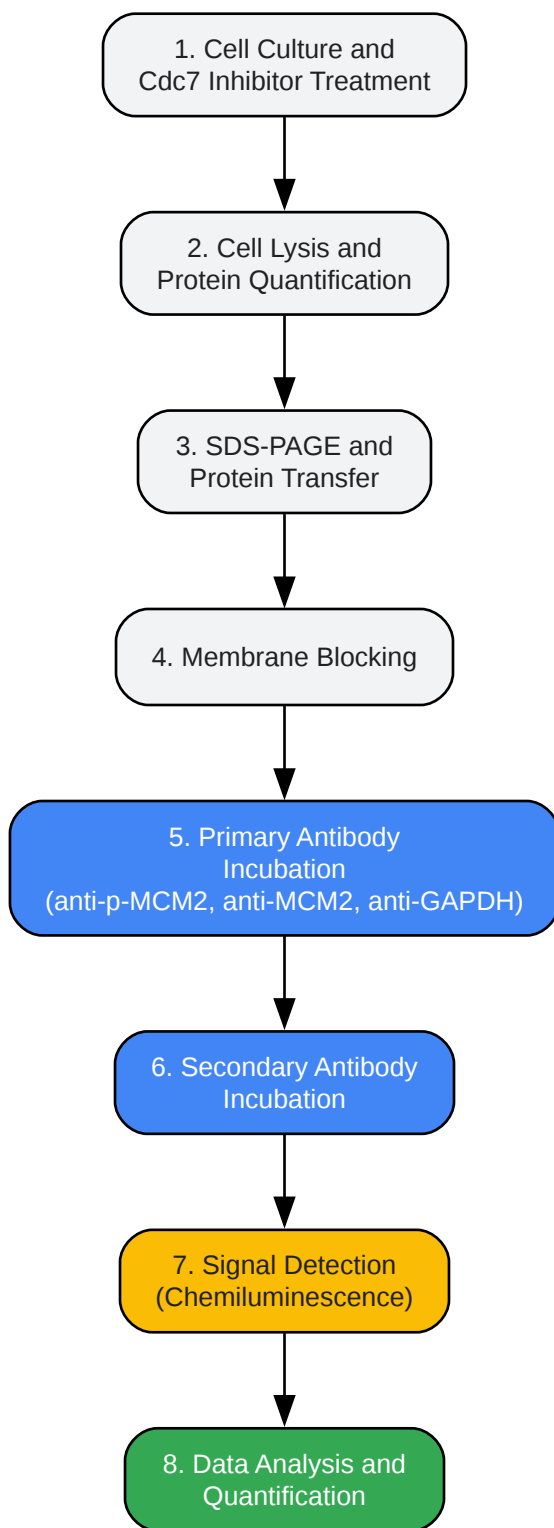 1. Cell Culture and
Cdc7 Inhibitor Treatment
2. Cell Lysis and
Protein Quantification
3. SDS-PAGE and
Protein Transfer
4. Membrane Blocking
5. Primary Antibody
Incubation
(anti-p-MCM2, anti-MCM2, anti-GAPDH)
6. Secondary Antibody
Incubation
7. Signal Detection
(Chemiluminescence)
8. Data Analysis and
Quantification